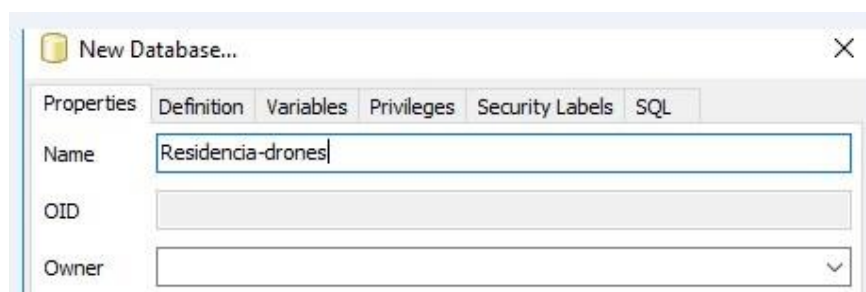 New Database...
Properties Definition Variables Privileges Security Labels SQL
Name Residencia-drones
OID
Owner